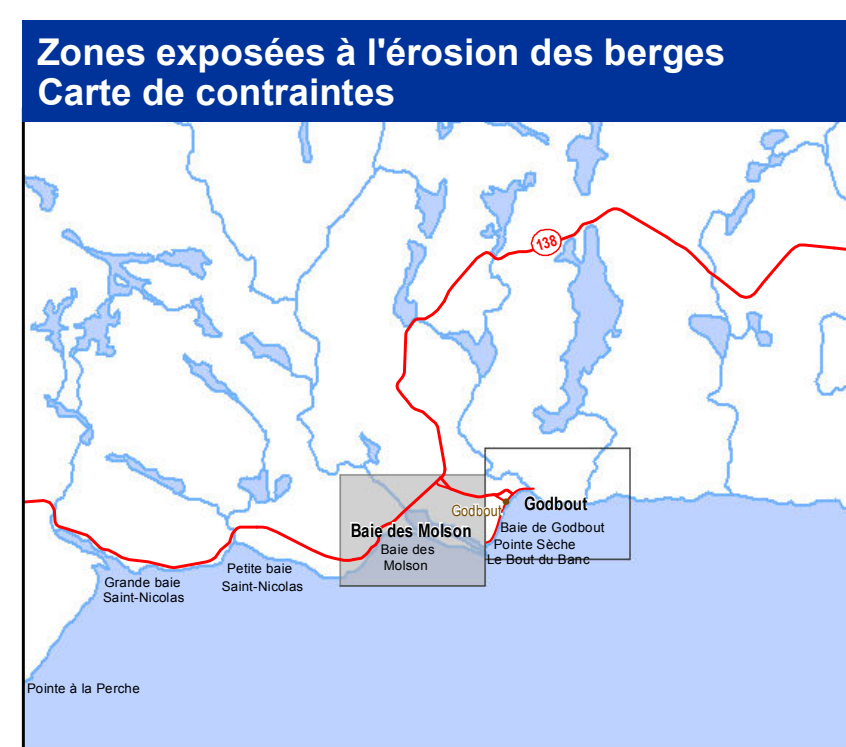 Zones exposées à l'érosion des berges
Carte de contraintes
138
Godbout
Godbout
Baie des Molson
Baie de Godbout
Baie des
Molson
Pointe Sèche
Le Bout du Banc
Petite baie
Saint-Nicolas
Grande baie
Saint-Nicolas
Pointe à la Perche